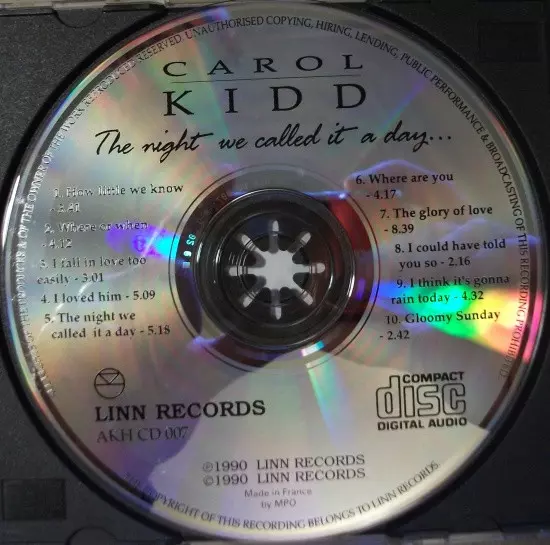 CAROL
KIDD
The night we called it a day...
1. How little we know
2. Where or when
- 4.12
3. I fall in love too
easily - 3.01
4. I loved him - 5.09
5. The night we
called it a day - 5.18
6. Where are you
- 4.17
7. The glory of love
- 8.39
8. I could have told
you so - 2.16
9. I think it's gonna
rain today - 4.32
10. Gloomy Sunday
- 2.42
LINN RECORDS
AKH CD 007
COMPACT
disc
DIGITAL AUDIO
℗1990 LINN RECORDS
©1990 LINN RECORDS
Made in France
by MPO
OF THE OWNERS OF THE WORK REPRODUCED RESERVED. UNAUTHORISED COPYING, HIRING, LENDING, PUBLIC PERFORMANCE & BROADCASTING OF THIS RECORDING PROHIBITED
COPYRIGHT OF THIS RECORDING BELONGS TO LINN RECORDS